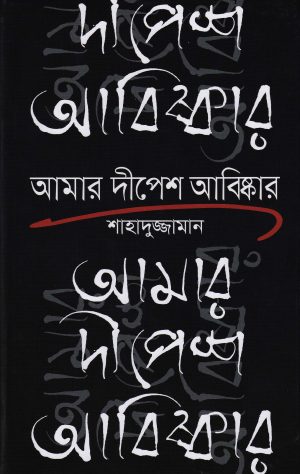 দীপেশ
আবিষ্কার
আমার দীপেশ আবিষ্কার
শাহাদুজ্জামান
আমার
দীপেশ
আবিষ্কার